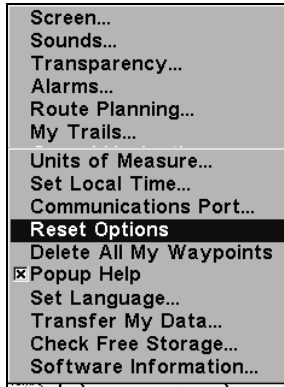 Screen...
Sounds...
Transparency...
Alarms...
Route Planning...
My Trails...
Units of Measure...
Set Local Time...
Communications Port...
Reset Options
Delete All My Waypoints
Popup Help
Set Language...
Transfer My Data...
Check Free Storage...
Software Information...